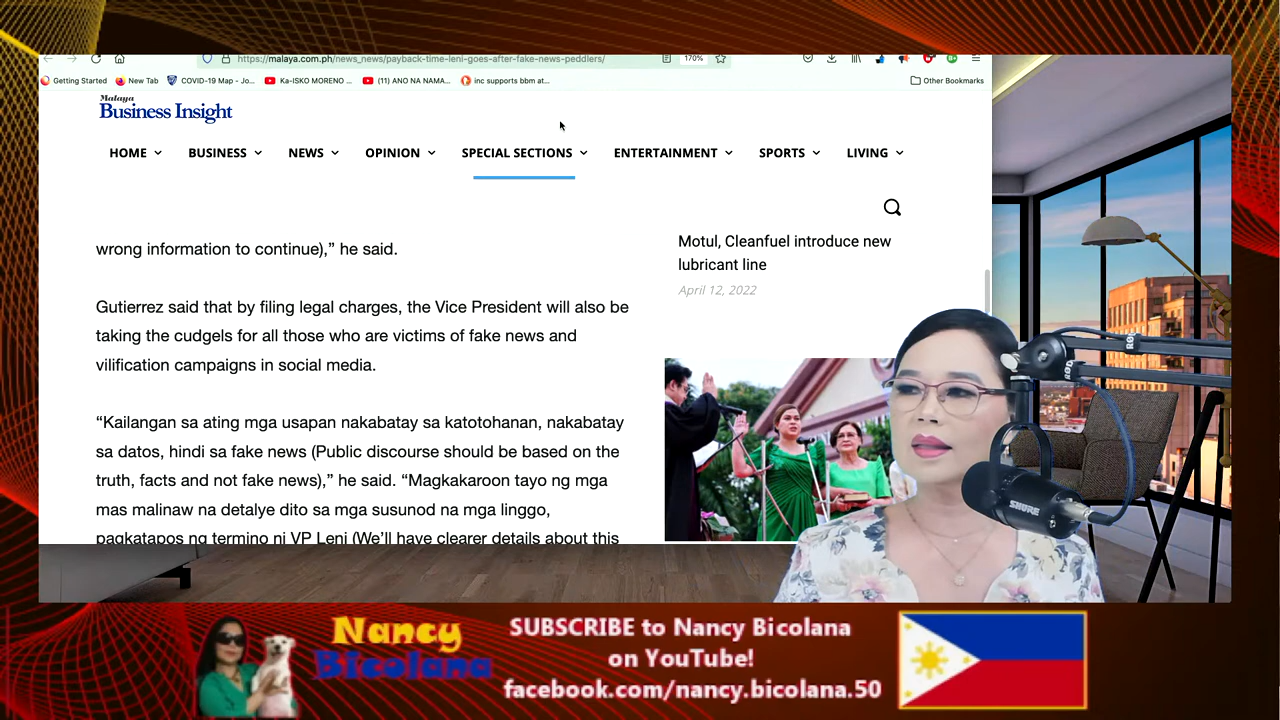 https://malaya.com.ph/news_news/payback-time-leni-goes-after-fake-news-peddlers/
170%
Getting Started
New Tab
COVID-19 Map - Jo...
Ka-ISKO MORENO ...
(11) ANO NA NAMA...
inc supports bbm at...
Other Bookmarks
Malaya
Business Insight
HOME
BUSINESS
NEWS
OPINION
SPECIAL SECTIONS
ENTERTAINMENT
SPORTS
LIVING
wrong information to continue),” he said.
Gutierrez said that by filing legal charges, the Vice President will also be
taking the cudgels for all those who are victims of fake news and
vilification campaigns in social media.
“Kailangan sa ating mga usapan nakabatay sa katotohanan, nakabatay
sa datos, hindi sa fake news (Public discourse should be based on the
truth, facts and not fake news),” he said. “Magkakaroon tayo ng mga
mas malinaw na detalye dito sa mga susunod na mga linggo,
pagkatapos ng termino ni VP Leni (We’ll have clearer details about this
Motul, Cleanfuel introduce new
lubricant line
April 12, 2022
SHURE
Nancy
Bicolana
SUBSCRIBE to Nancy Bicolana
on YouTube!
facebook.com/nancy.bicolana.50